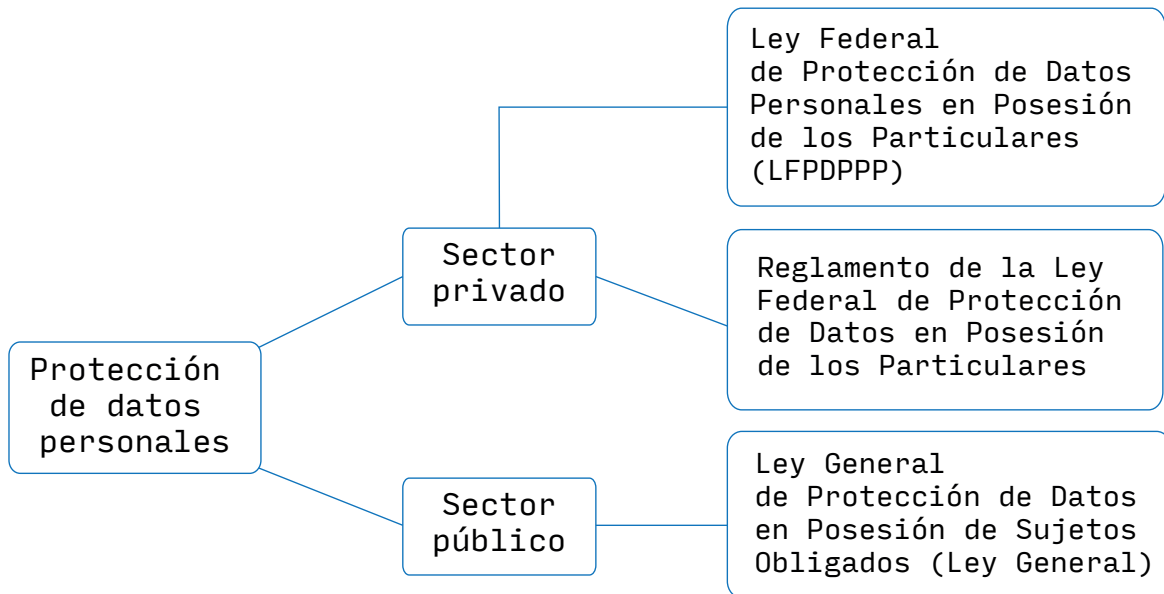 Protección
de datos
personales
Sector
privado
Ley Federal
de Protección de Datos
Personales en Posesión
de los Particulares
(LFPDPPP)
Reglamento de la Ley
Federal de Protección
de Datos en Posesión
de los Particulares
Sector
público
Ley General
de Protección de Datos
en Posesión de Sujetos
Obligados (Ley General)